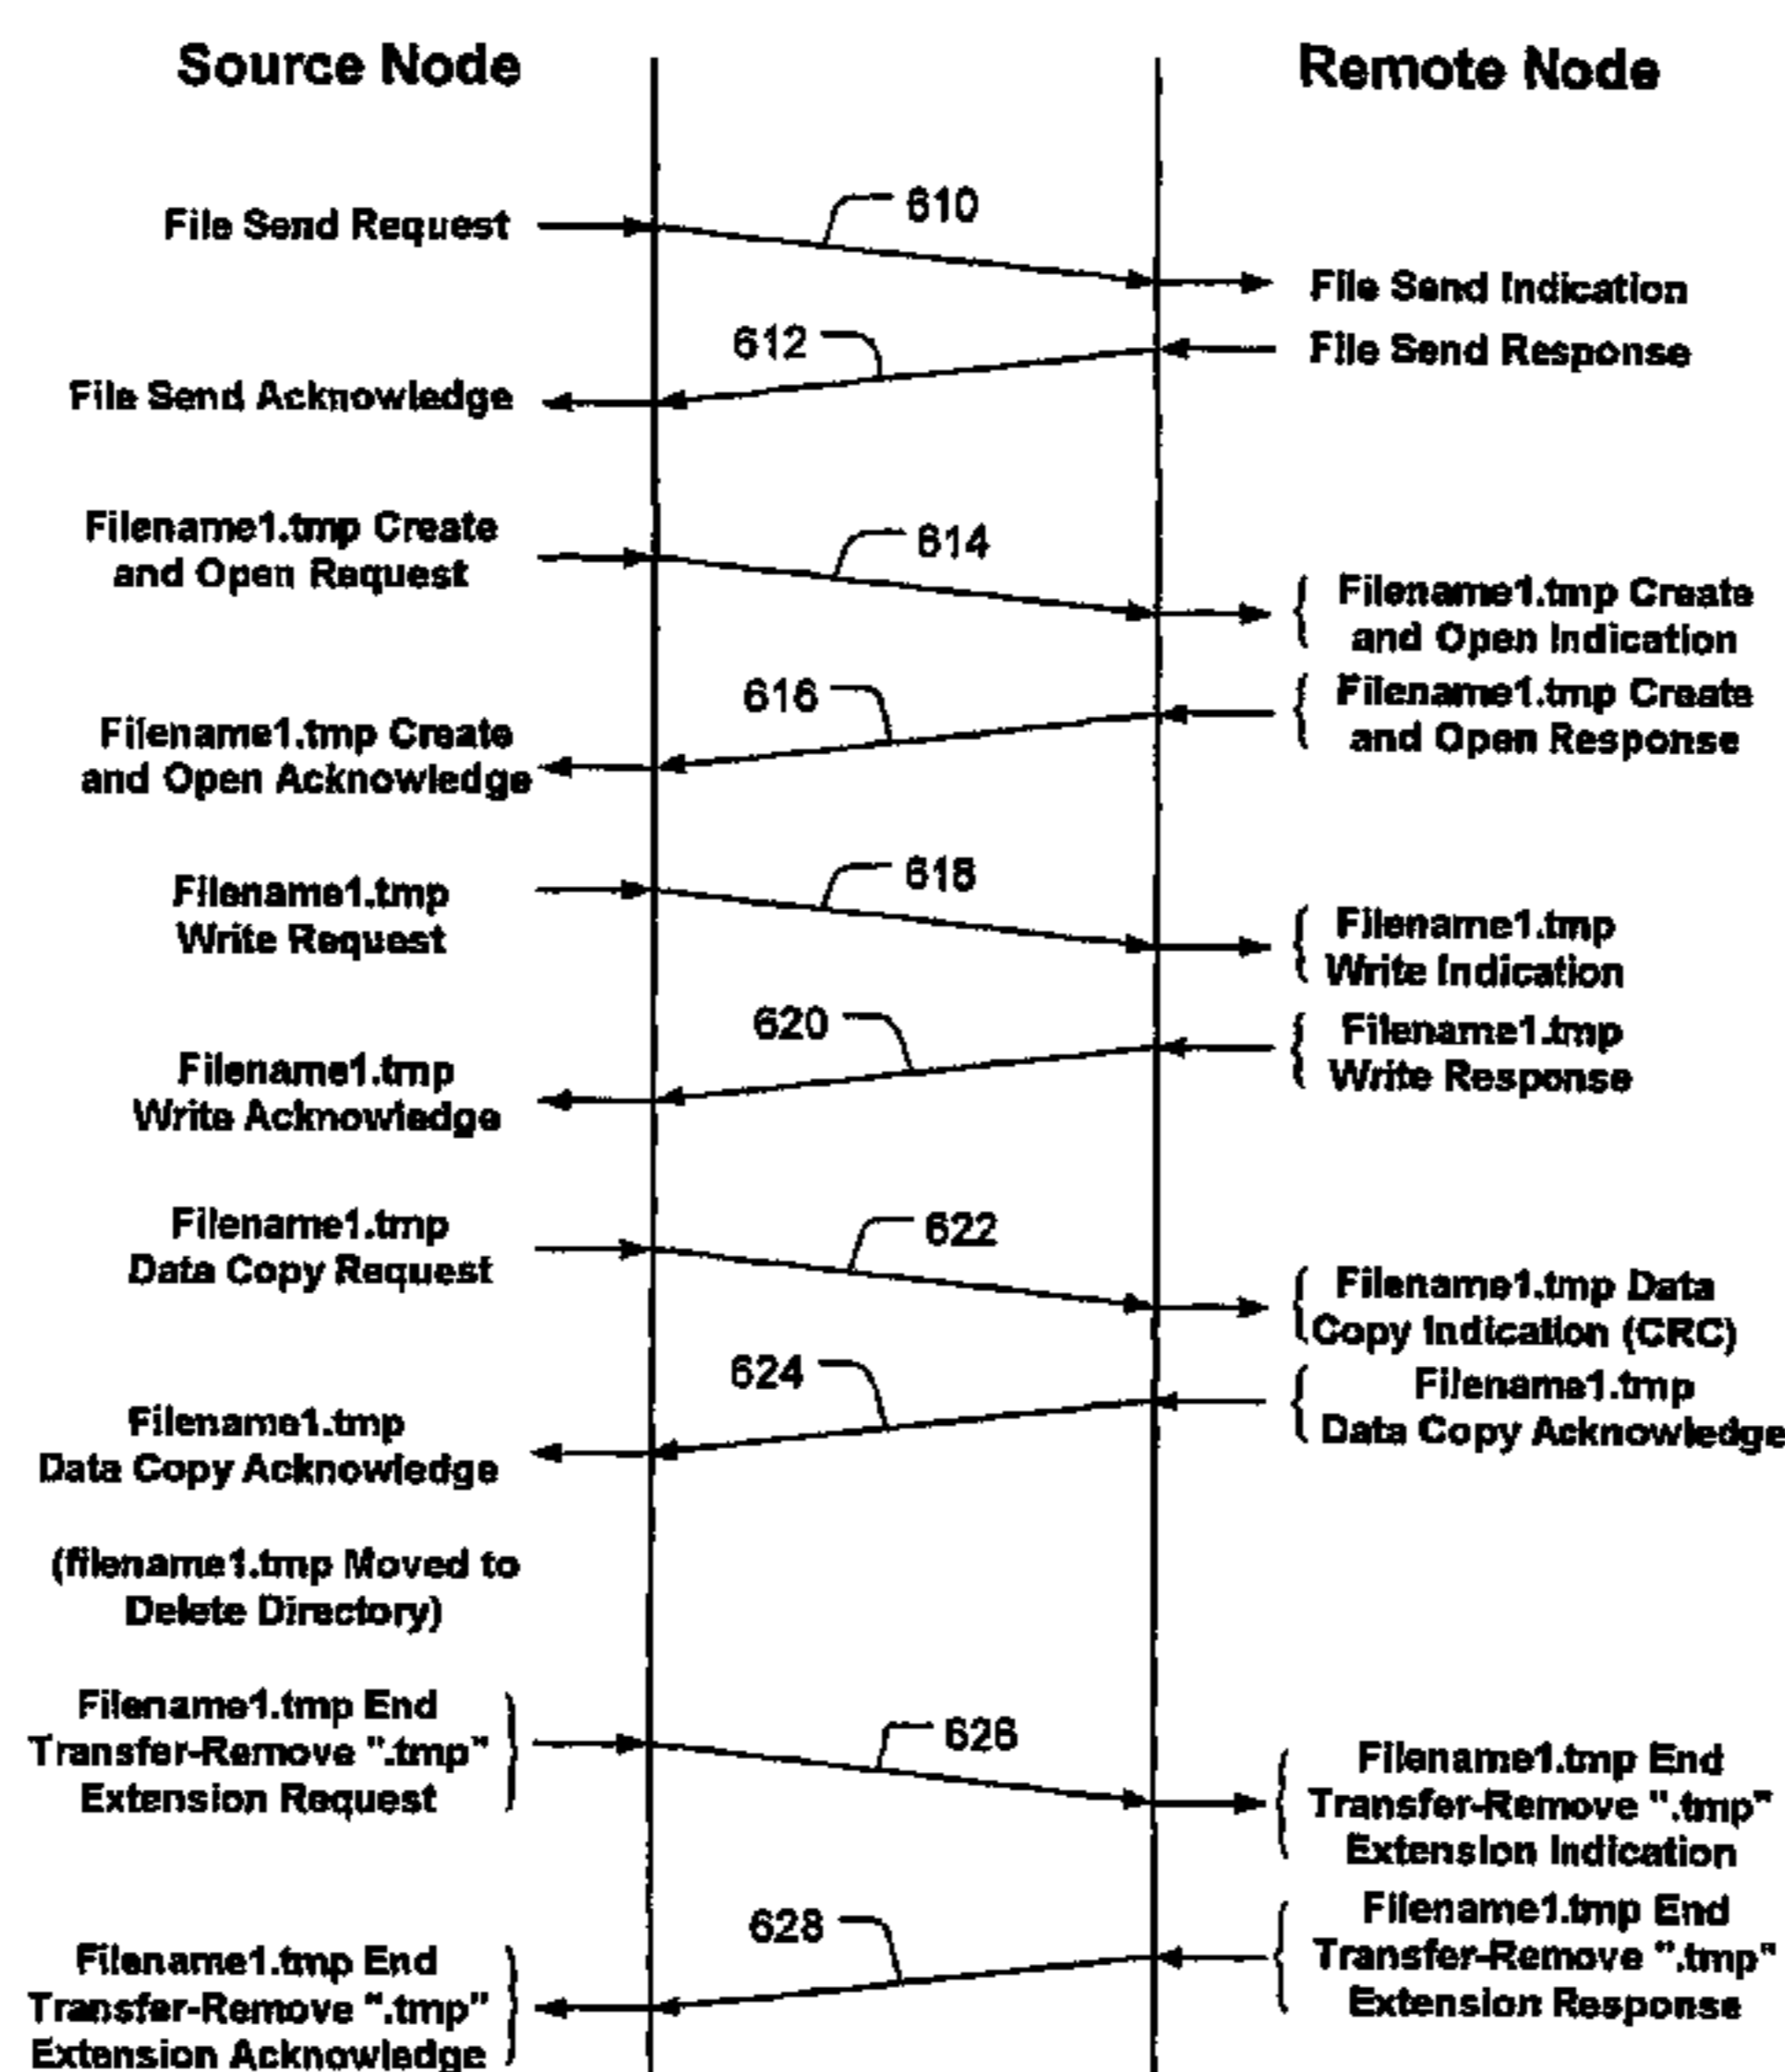 Source Node
Remote Node
File Send Request
610
File Send Indication
612
File Send Response
File Send Acknowledge
Filename1.tmp Create
and Open Request
614
Filename1.tmp Create
and Open Indication
616
Filename1.tmp Create
and Open Response
Filename1.tmp Create
and Open Acknowledge
Filename1.tmp
Write Request
618
Filename1.tmp
Write Indication
620
Filename1.tmp
Write Response
Filename1.tmp
Write Acknowledge
Filename1.tmp
Data Copy Request
622
Filename1.tmp Data
Copy Indication (CRC)
624
Filename1.tmp
Data Copy Acknowledge
Filename1.tmp
Data Copy Acknowledge
(filename1.tmp Moved to
Delete Directory)
Filename1.tmp End
Transfer-Remove ".tmp"
Extension Request
626
Filename1.tmp End
Transfer-Remove ".tmp"
Extension Indication
628
Filename1.tmp End
Transfer-Remove ".tmp"
Extension Response
Filename1.tmp End
Transfer-Remove ".tmp"
Extension Acknowledge